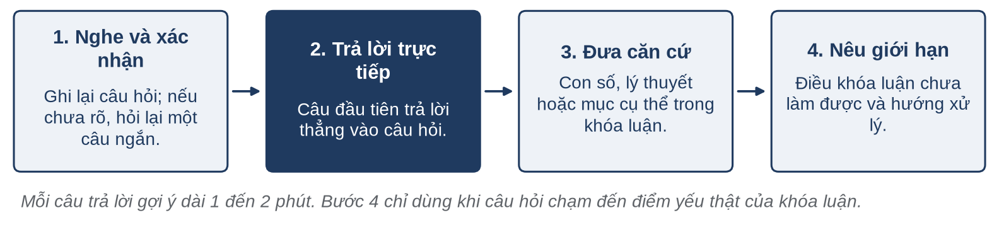 1. Nghe và xác
nhận
Ghi lại câu hỏi; nếu
chưa rõ, hỏi lại một
câu ngắn.
2. Trả lời trực
tiếp
Câu đầu tiên trả lời
thẳng vào câu hỏi.
3. Đưa căn cứ
Con số, lý thuyết
hoặc mục cụ thể trong
khóa luận.
4. Nêu giới hạn
Điều khóa luận chưa
làm được và hướng xử
lý.
Mỗi câu trả lời gợi ý dài 1 đến 2 phút. Bước 4 chỉ dùng khi câu hỏi chạm đến điểm yếu thật của khóa luận.